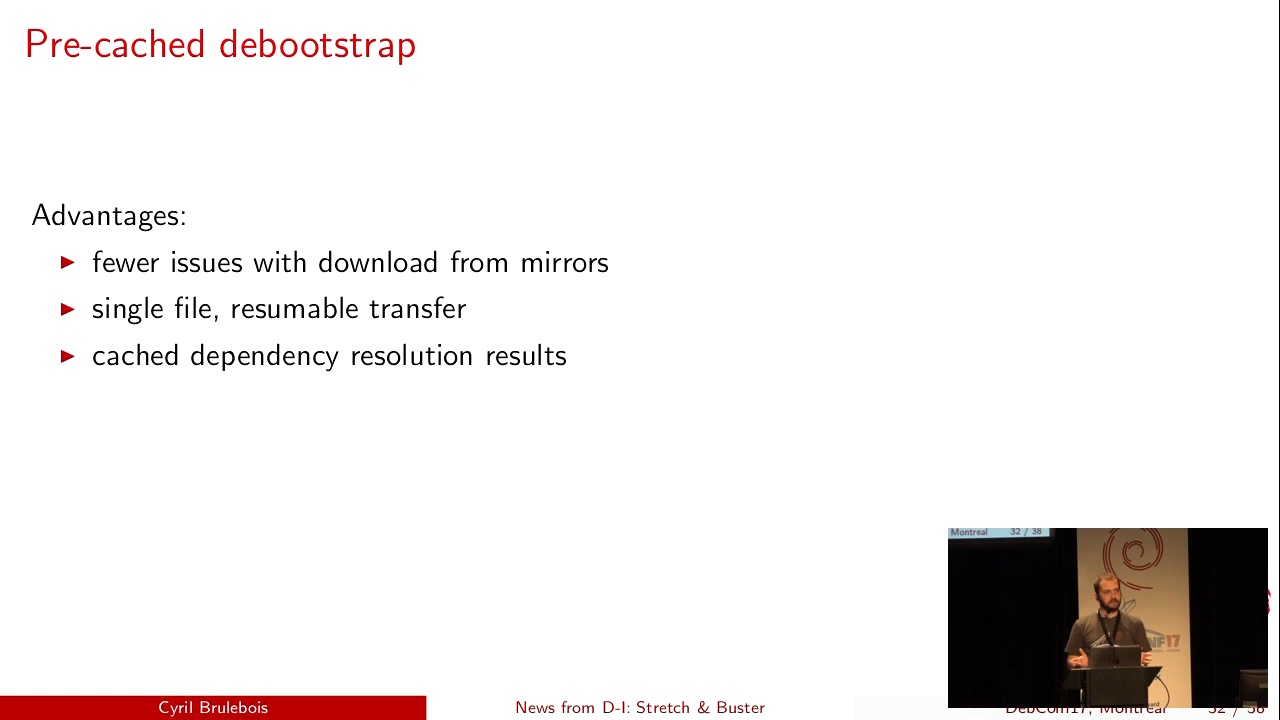 Pre-cached debootstrap
Advantages:
fewer issues with download from mirrors
single file, resumable transfer
cached dependency resolution results
Montreal 32 / 38
NF17
Cyril Brulebois
News from D-I: Stretch & Buster
DebConf17, Montreal
32 / 38